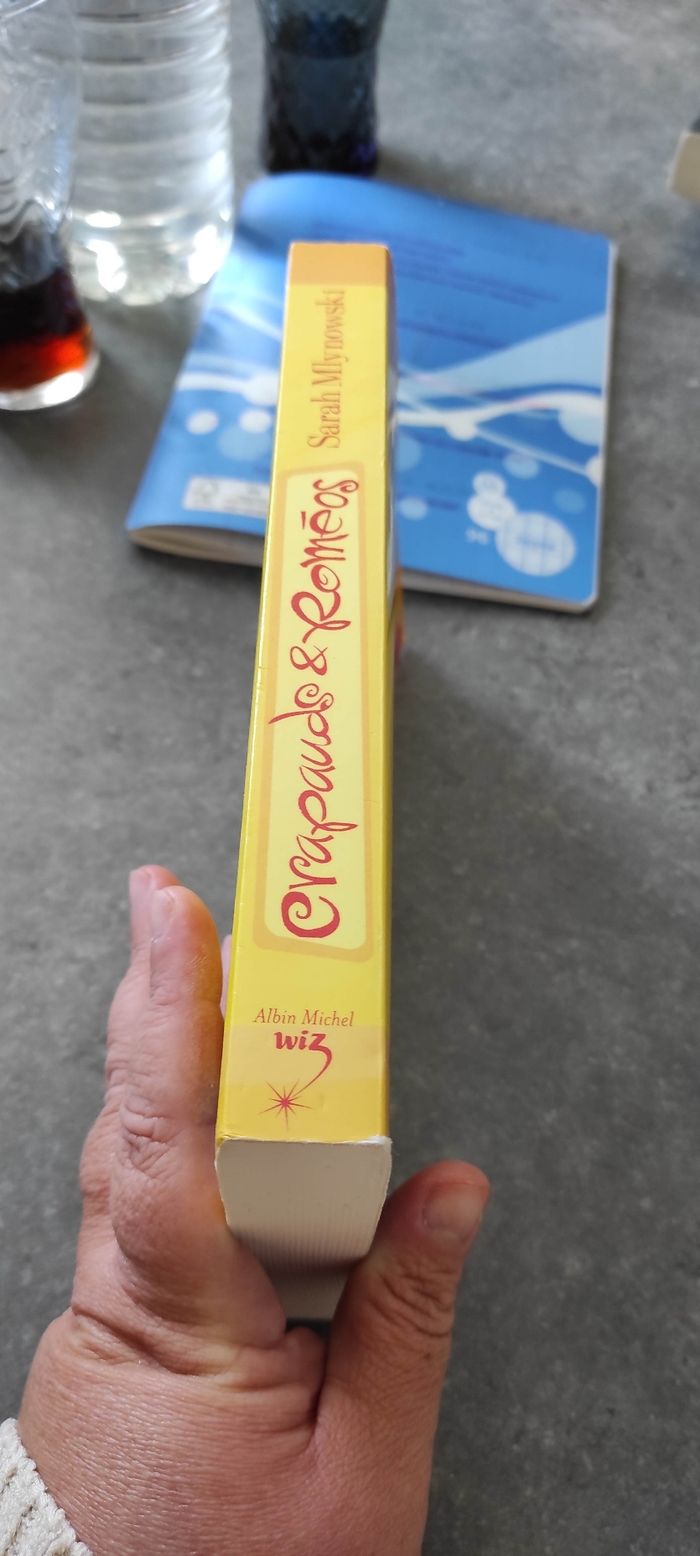 Sarah Mlynowski
Crapauds & Roméos
Albin Michel
wiz